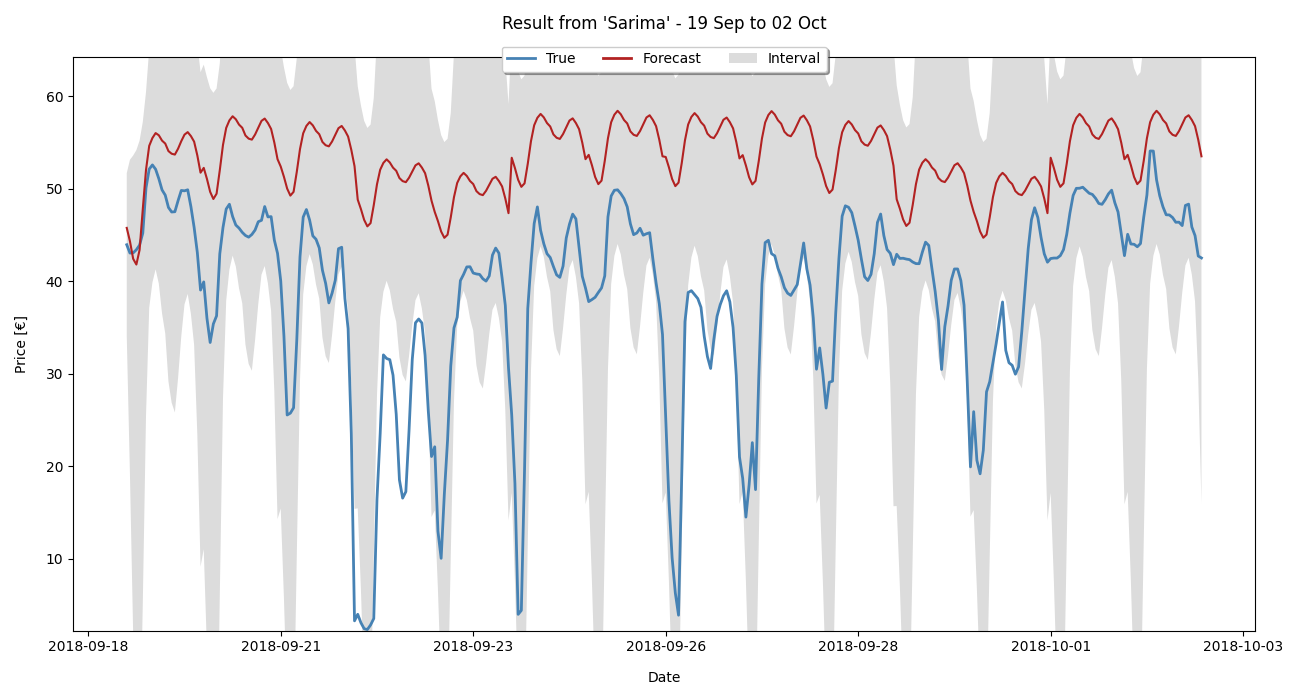 Result from 'Sarima' - 19 Sep to 02 Oct
True Forecast Interval
Price [€]
60
50
40
30
20
10
2018-09-18 2018-09-21 2018-09-23 2018-09-26 2018-09-28 2018-10-01 2018-10-03
Date